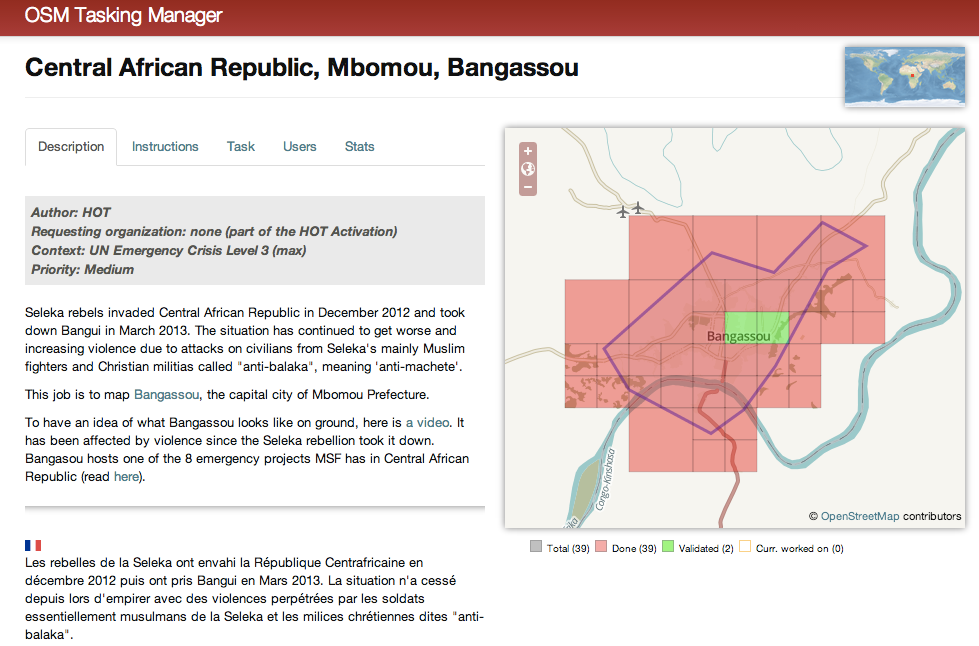 OSM Tasking Manager
Central African Republic, Mbomou, Bangassou
Description Instructions Task Users Stats
Author: HOT
Requesting organization: none (part of the HOT Activation)
Context: UN Emergency Crisis Level 3 (max)
Priority: Medium
Seleka rebels invaded Central African Republic in December 2012 and took
down Bangui in March 2013. The situation has continued to get worse and
increasing violence due to attacks on civilians from Seleka's mainly Muslim
fighters and Christian militias called "anti-balaka", meaning 'anti-machete'.
This job is to map Bangassou, the capital city of Mbomou Prefecture.
To have an idea of what Bangassou looks like on ground, here is a video. It
has been affected by violence since the Seleka rebellion took it down.
Bangasou hosts one of the 8 emergency projects MSF has in Central African
Republic (read here).
Les rebelles de la Seleka ont envahi la République Centrafricaine en
décembre 2012 puis ont pris Bangui en Mars 2013. La situation n'a cessé
depuis lors d'empirer avec des violences perpétrées par les soldats
essentiellement musulmans de la Seleka et les milices chrétiennes dites "anti-
balaka".
+
−
Bangassou
Congo-Kinshasa
© OpenStreetMap contributors
Total (39) Done (39) Validated (2) Curr. worked on (0)